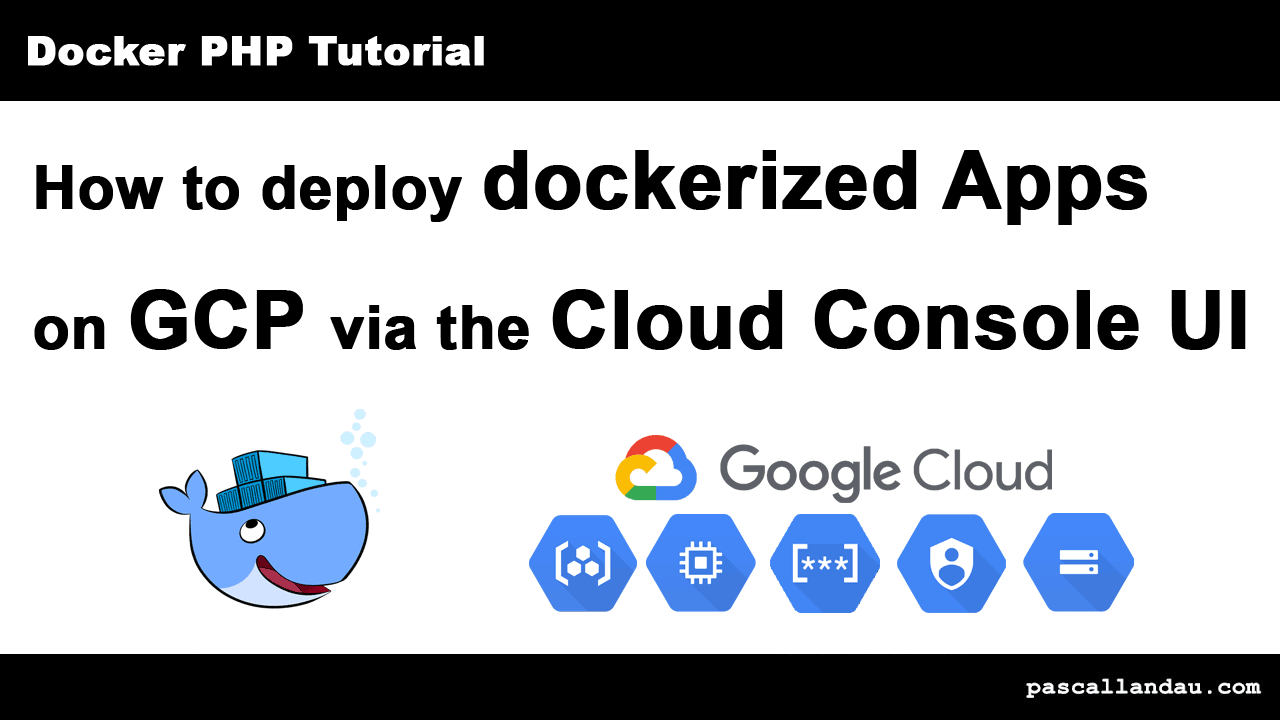 Docker PHP Tutorial
How to deploy dockerized Apps
on GCP via the Cloud Console UI
Google Cloud
[***]
pascallandau.com